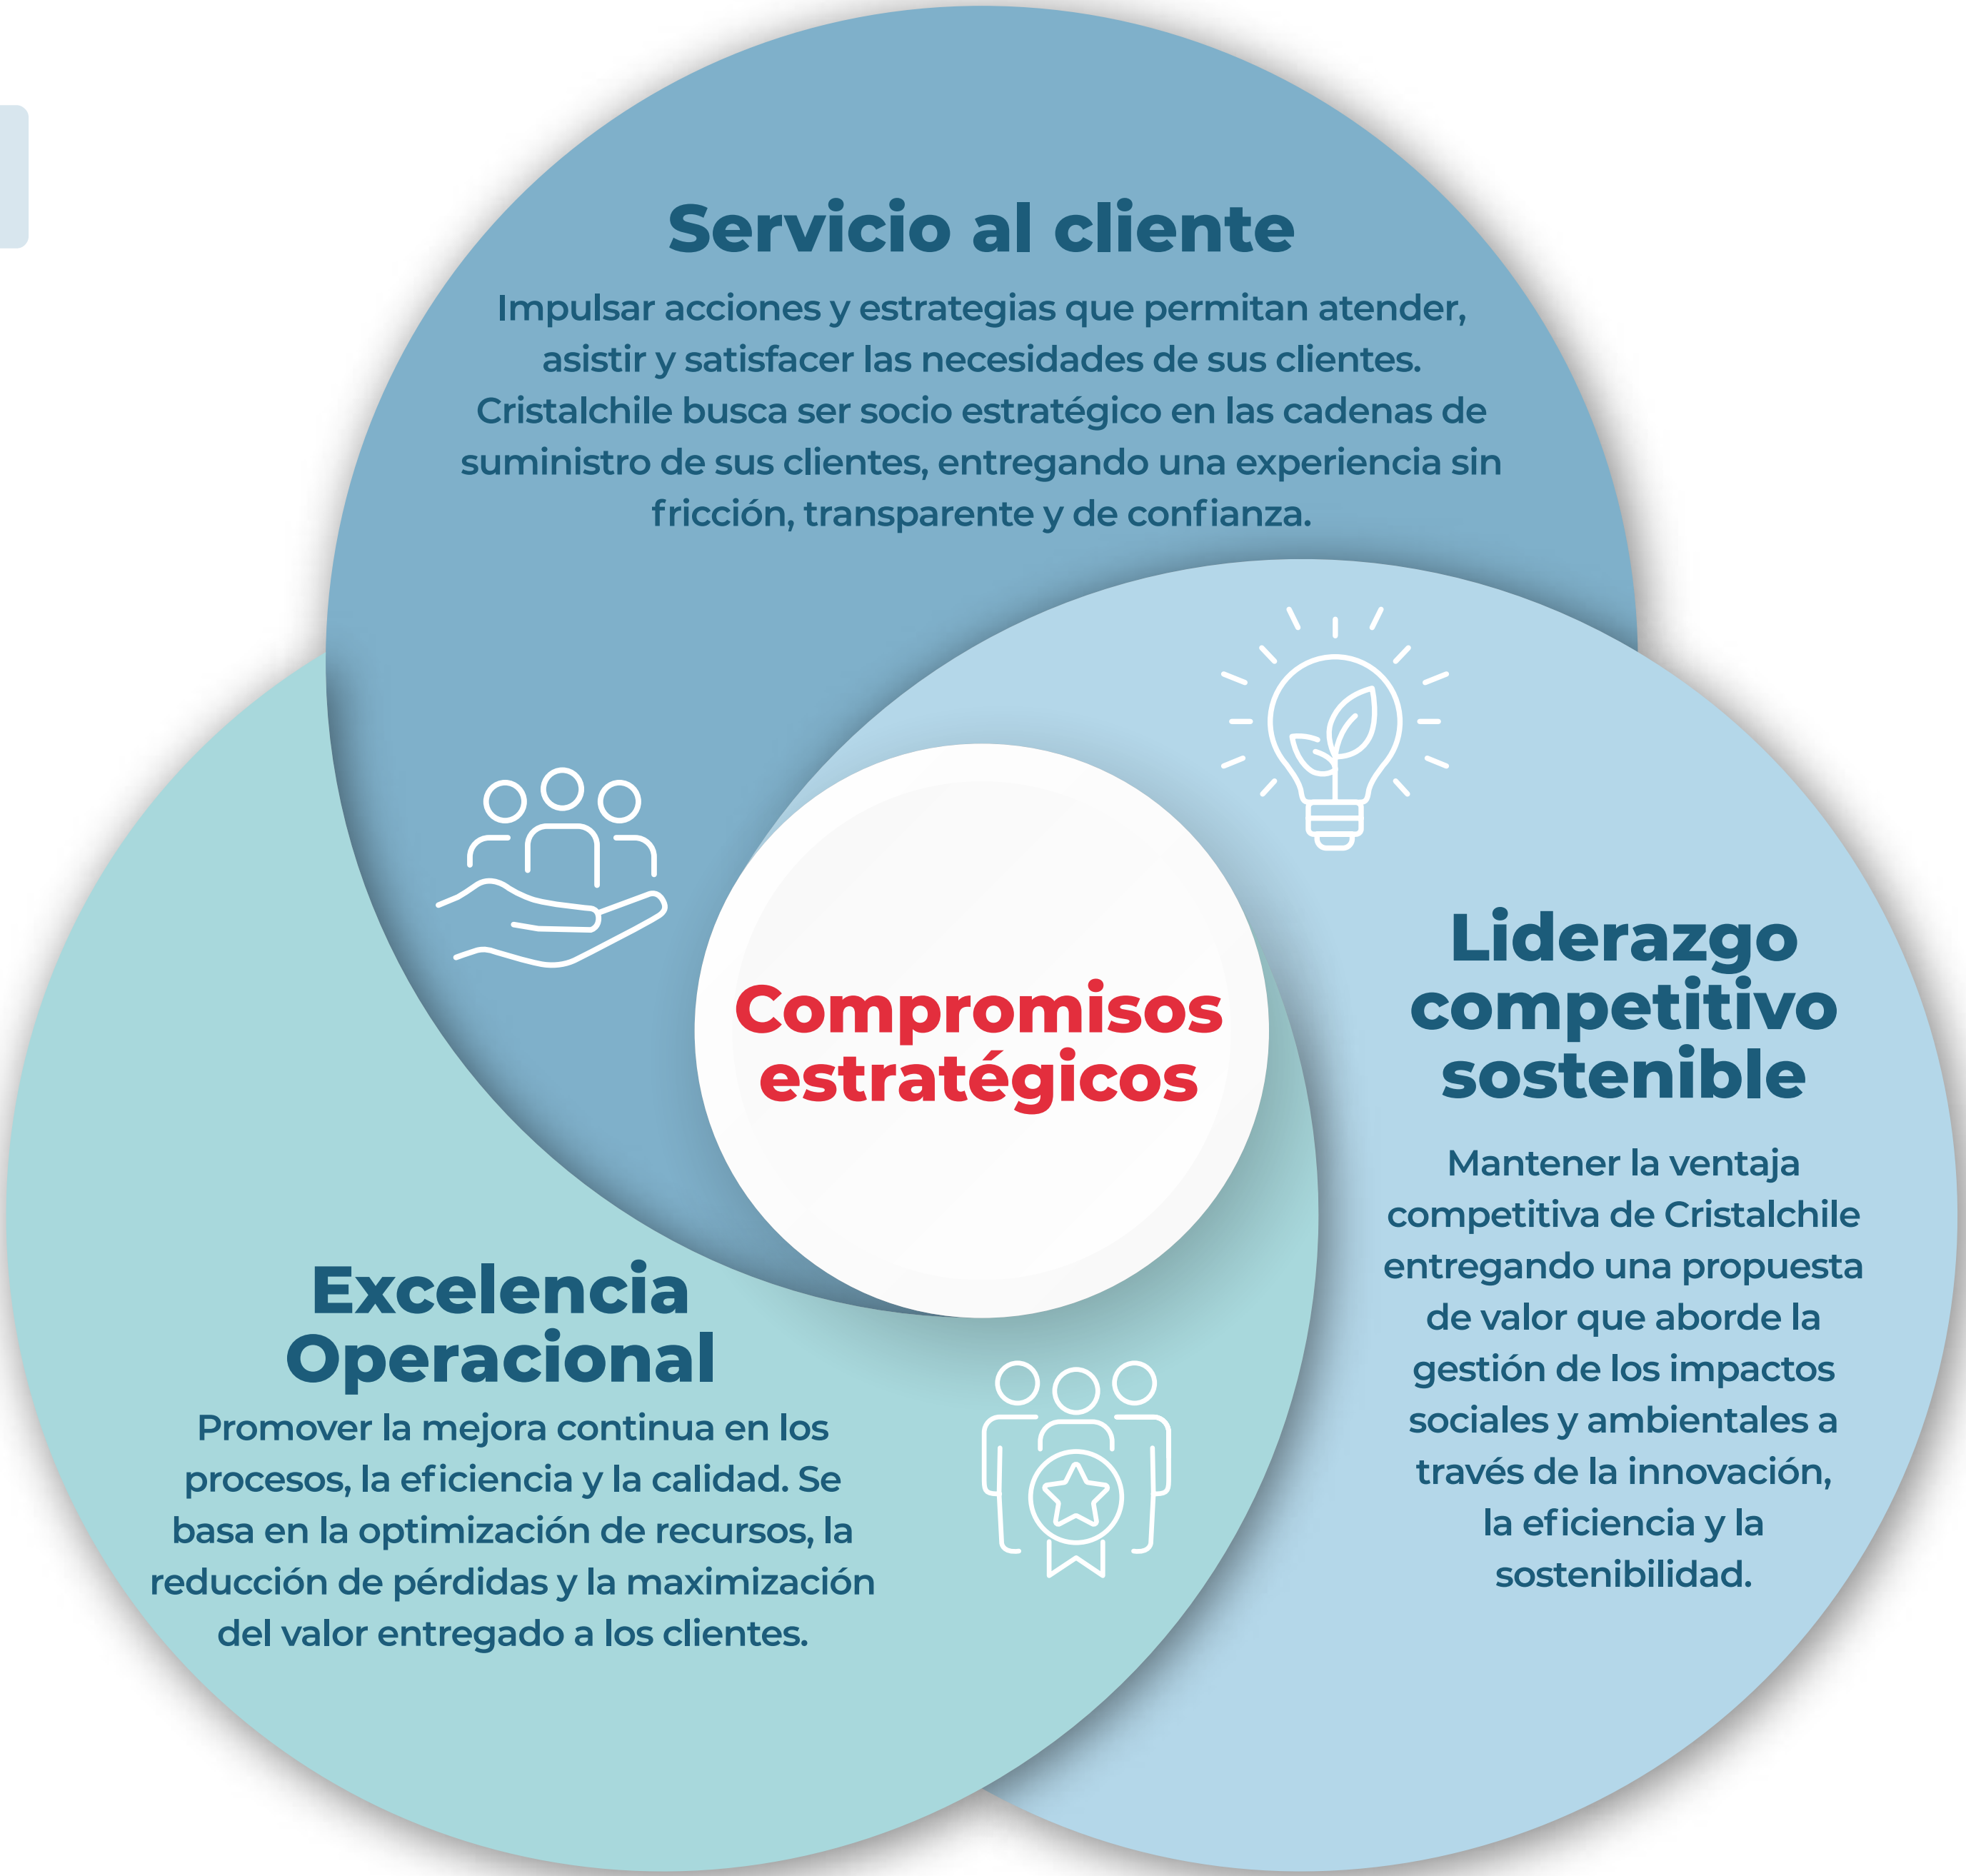 Servicio al cliente
Impulsar acciones y estrategias que permitan atender,
asistir y satisfacer las necesidades de sus clientes.
Cristalchile busca ser socio estratégico en las cadenas de
suministro de sus clientes, entregando una experiencia sin
fricción, transparente y de confianza.
Compromisos
estratégicos
Liderazgo
competitivo
sostenible
Mantener la ventaja
competitiva de Cristalchile
entregando una propuesta
de valor que aborde la
gestión de los impactos
sociales y ambientales a
través de la innovación,
la eficiencia y la
sostenibilidad.
Excelencia
Operacional
Promover la mejora continua en los
procesos, la eficiencia y la calidad. Se
basa en la optimización de recursos, la
reducción de pérdidas y la maximización
del valor entregado a los clientes.